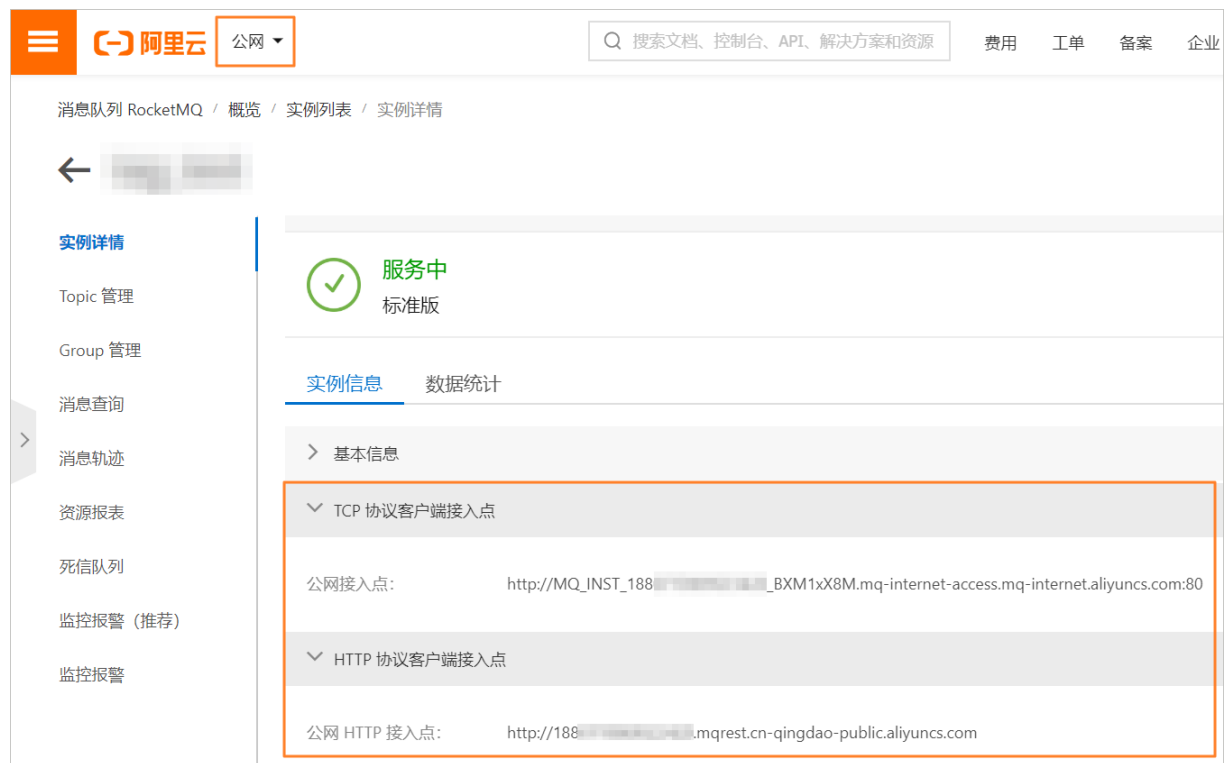 阿里云 公网 搜索文档、控制台、API、解决方案和资源 费用 工单 备案 企业
消息队列 RocketMQ / 概览 / 实例列表 / 实例详情
实例详情
服务中
Topic 管理
标准版
Group 管理
实例信息 数据统计
消息查询
基本信息
消息轨迹
TCP 协议客户端接入点
资源报表
死信队列
公网接入点: http://MQ_INST_188 _BXM1xX8M.mq-internet-access.mq-internet.aliyuncs.com:80
监控报警（推荐）
HTTP 协议客户端接入点
监控报警
公网 HTTP 接入点: http://188 .mqrest.cn-qingdao-public.aliyuncs.com